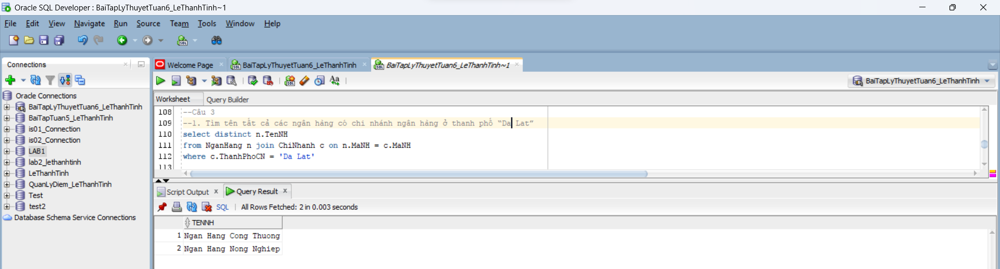 Oracle SQL Developer : BaiTapLyThuyetTuan6_LeThanhTinh~1
File Edit View Navigate Run Source Team Tools Window Help
Connections
Oracle Connections
BaiTapLyThuyetTuan6_LeThanhTinh
BaiTapTuan5_LeThanhTinh
is01_Connection
is02_Connection
LAB1
lab2_lethanhtinh
LeThanhTinh
QuanLyDiem_LeThanhTinh
Test
test2
Database Schema Service Connections
Welcome Page BaiTapLyThuyetTuan6_LeThanhTinh BaiTapLyThuyetTuan6_LeThanhTinh~1
BaiTapLyThuyetTuan6_LeThanhTinh
Worksheet Query Builder
108 --Câu 3
109 --1. Tìm tên tất cả các ngân hàng có chi nhánh ngân hàng ở thanh phố “Da Lat”
110 select distinct n.TenNH
111 from NganHang n join ChiNhanh c on n.MaNH = c.MaNH
112 where c.ThanhPhoCN = 'Da Lat'
113
Script Output x Query Result x
SQL | All Rows Fetched: 2 in 0.003 seconds
TENNH
1 Ngan Hang Cong Thuong
2 Ngan Hang Nong Nghiep